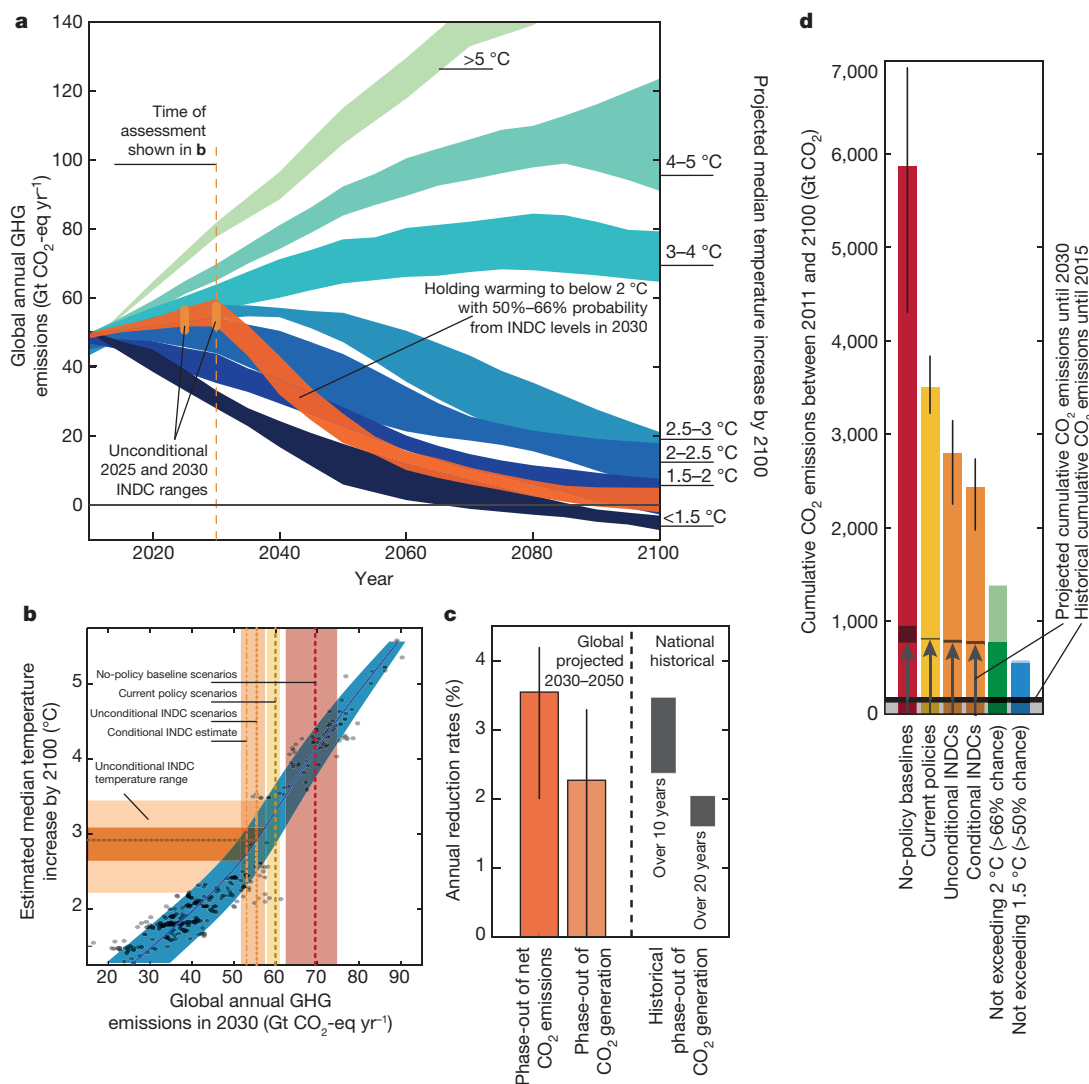 a
140
120
100
80
60
40
20
0
Global annual GHG
emissions (Gt CO₂-eq yr⁻¹)
2020
2040
2060
2080
2100
Year
Time of
assessment
shown in b
>5 °C
4–5 °C
3–4 °C
Holding warming to below 2 °C
with 50%–66% probability
from INDC levels in 2030
Unconditional
2025 and 2030
INDC ranges
2.5–3 °C
2–2.5 °C
1.5–2 °C
<1.5 °C
Projected median temperature increase by 2100
b
Estimated median temperature
increase by 2100 (°C)
5
4
3
2
No-policy baseline scenarios
Current policy scenarios
Unconditional INDC scenarios
Conditional INDC estimate
Unconditional INDC
temperature range
20
30
40
50
60
70
80
90
Global annual GHG
emissions in 2030 (Gt CO₂-eq yr⁻¹)
c
Annual reduction rates (%)
4
3
2
1
0
Global
projected
2030–2050
National
historical
Over 10 years
Over 20 years
Phase-out of net
CO₂ emissions
Phase-out of
CO₂ generation
Historical
phase-out of
CO₂ generation
d
Cumulative CO₂ emissions between 2011 and 2100 (Gt CO₂)
7,000
6,000
5,000
4,000
3,000
2,000
1,000
0
No-policy baselines
Current policies
Unconditional INDCs
Conditional INDCs
Not exceeding 2 °C (>66% chance)
Not exceeding 1.5 °C (>50% chance)
Projected cumulative CO₂ emissions until 2030
Historical cumulative CO₂ emissions until 2015